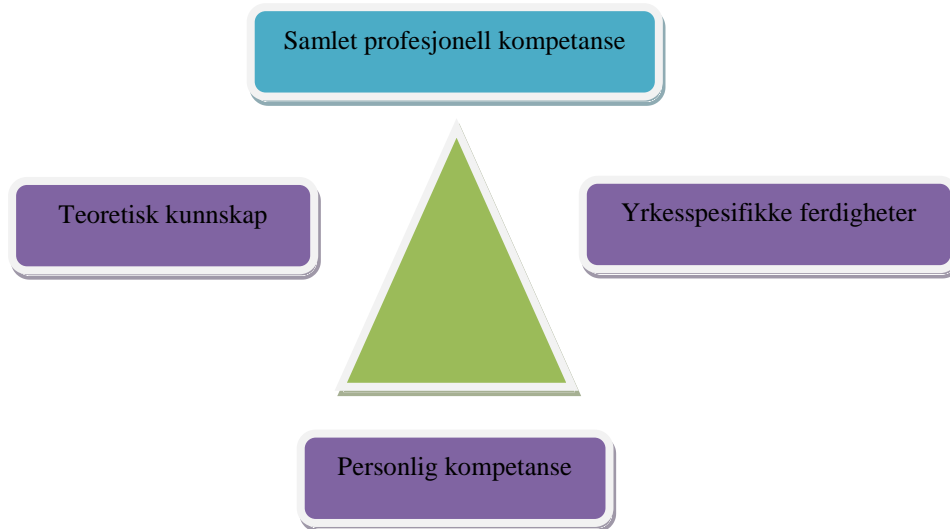 Samlet profesjonell kompetanse
Teoretisk kunnskap
Yrkesspesifikke ferdigheter
Personlig kompetanse